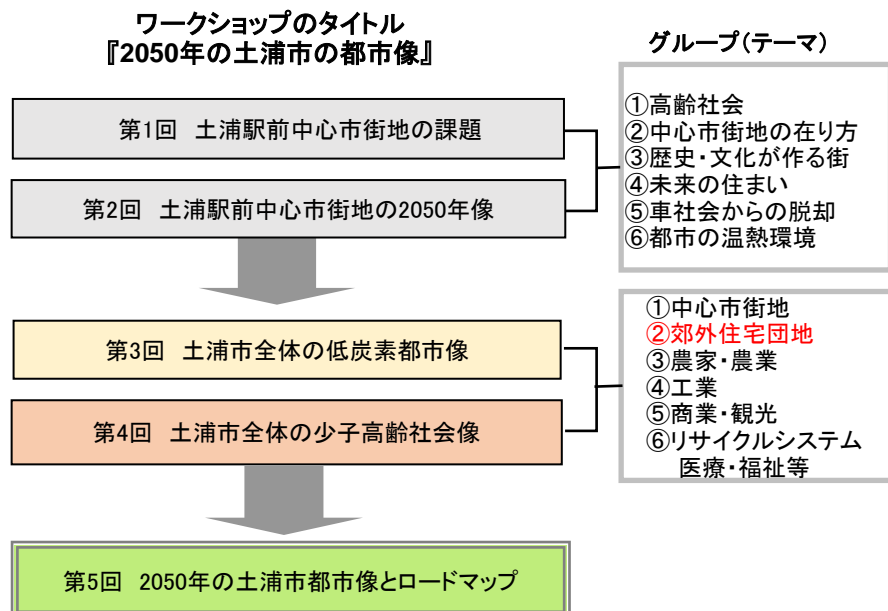 ワークショップのタイトル
『2050年の土浦市の都市像』
グループ(テーマ)
第1回 土浦駅前中心市街地の課題
第2回 土浦駅前中心市街地の2050年像
①高齢社会
②中心市街地の在り方
③歴史・文化が作る街
④未来の住まい
⑤車社会からの脱却
⑥都市の温熱環境
第3回 土浦市全体の低炭素都市像
第4回 土浦市全体の少子高齢社会像
①中心市街地
②郊外住宅団地
③農家・農業
④工業
⑤商業・観光
⑥リサイクルシステム
医療・福祉等
第5回 2050年の土浦市都市像とロードマップ